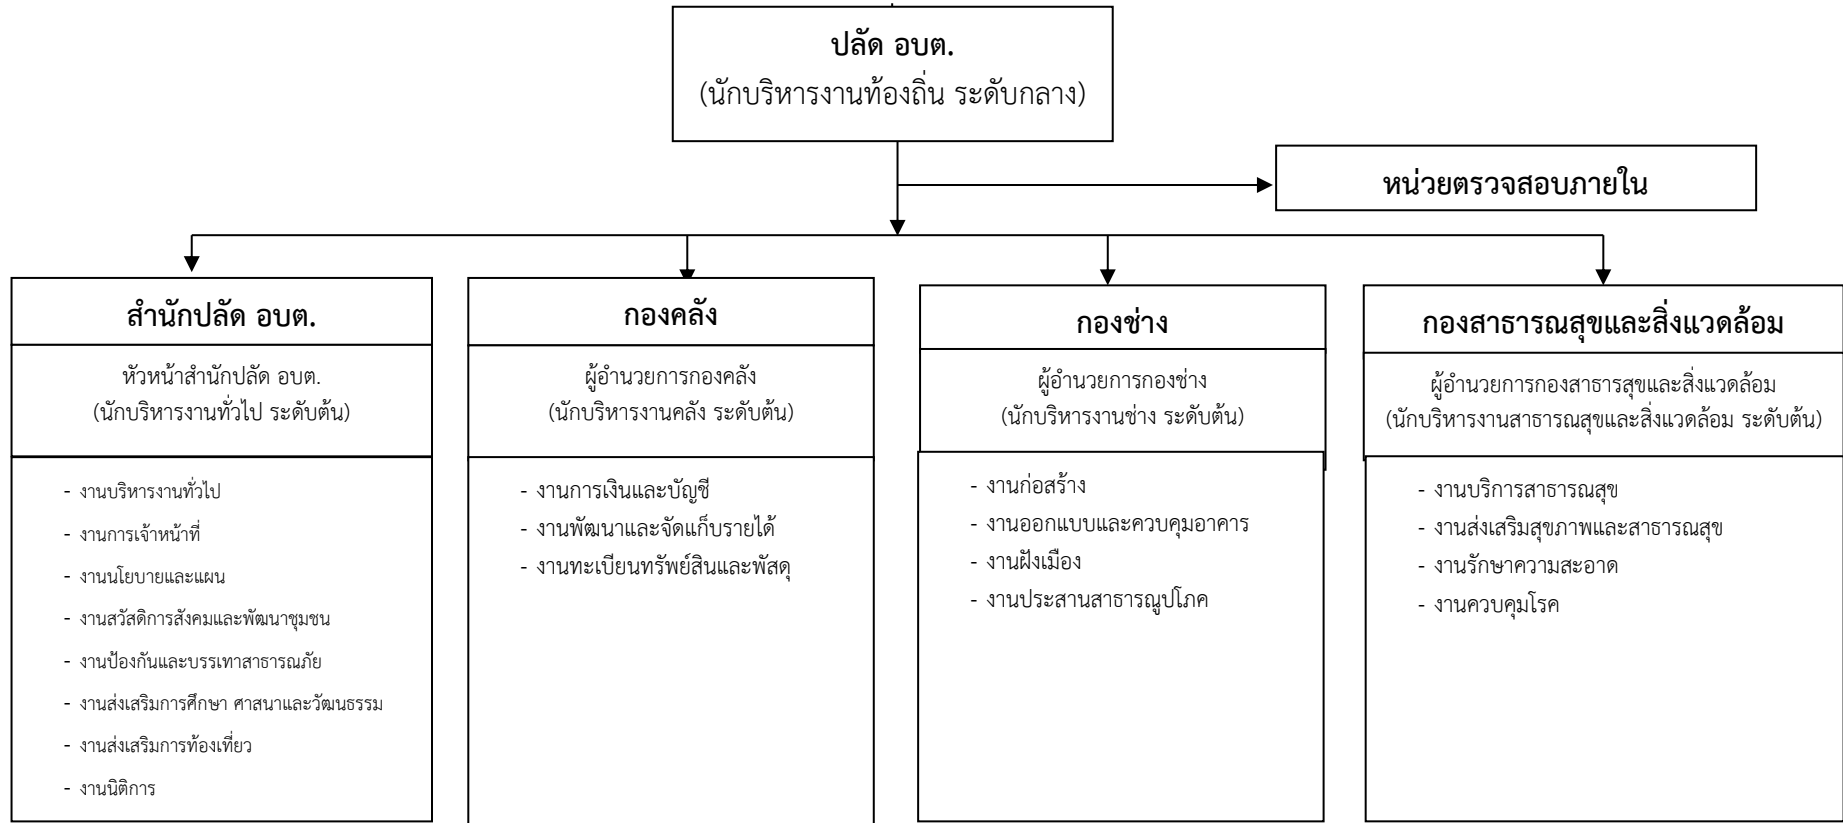 ปลัด อบต.
(นักบริหารงานท้องถิ่น ระดับกลาง)
หน่วยตรวจสอบภายใน
สำนักปลัด อบต.
หัวหน้าสำนักปลัด อบต.
(นักบริหารงานทั่วไป ระดับต้น)
- งานบริหารงานทั่วไป
- งานการเจ้าหน้าที่
- งานนโยบายและแผน
- งานสวัสดิการสังคมและพัฒนาชุมชน
- งานป้องกันและบรรเทาสาธารณภัย
- งานส่งเสริมการศึกษา ศาสนาและวัฒนธรรม
- งานส่งเสริมการท้องเที่ยว
- งานนิติการ
กองคลัง
ผู้อำนวยการกองคลัง
(นักบริหารงานคลัง ระดับต้น)
- งานการเงินและบัญชี
- งานพัฒนาและจัดแก็บรายได้
- งานทะเบียนทรัพย์สินและพัสดุ
กองช่าง
ผู้อำนวยการกองช่าง
(นักบริหารงานช่าง ระดับต้น)
- งานก่อสร้าง
- งานออกแบบและควบคุมอาคาร
- งานฝังเมือง
- งานประสานสาธารณูปโภค
กองสาธารณสุขและสิ่งแวดล้อม
ผู้อำนวยการกองสาธารสุขและสิ่งแวดล้อม
(นักบริหารงานสาธารณสุขและสิ่งแวดล้อม ระดับต้น)
- งานบริการสาธารณสุข
- งานส่งเสริมสุขภาพและสาธารณสุข
- งานรักษาความสะอาด
- งานควบคุมโรค